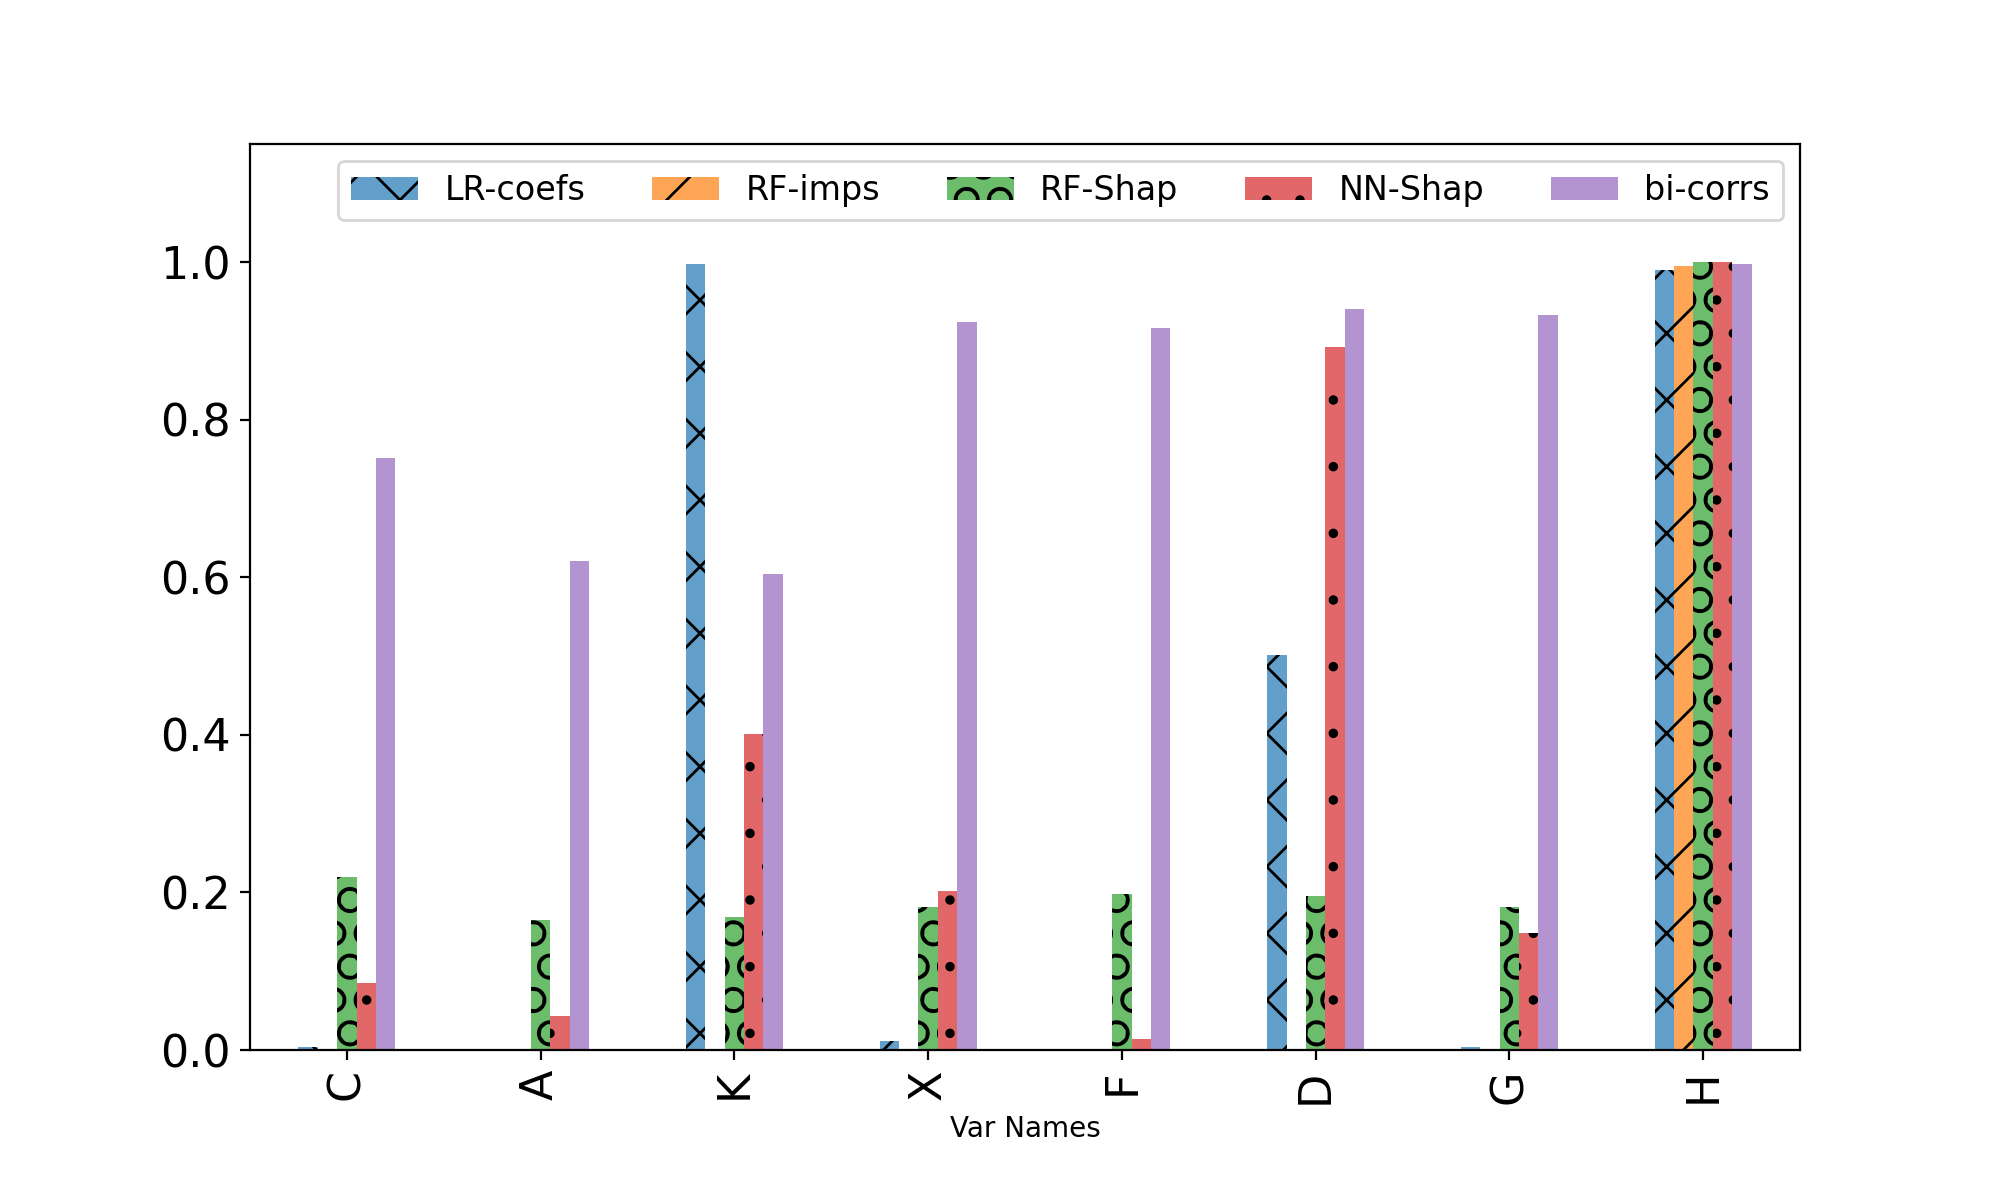 LR-coefs RF-imps RF-Shap NN-Shap bi-corrs
1.0
0.8
0.6
0.4
0.2
0.0
C A K X F D G H
Var Names